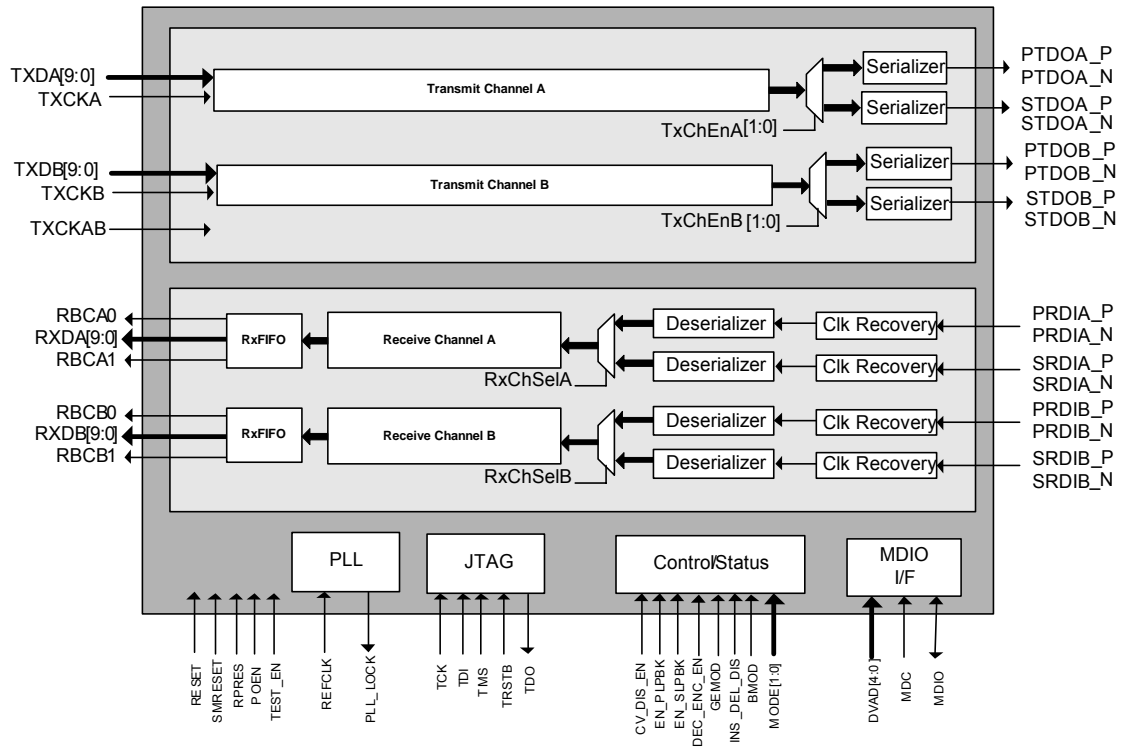 TXDA[9:0]
TXCKA
Transmit Channel A
TxChEnA[1:0]
Serializer
Serializer
PTDOA_P
PTDOA_N
STDOA_P
STDOA_N
TXDB[9:0]
TXCKB
TXCKAB
Transmit Channel B
TxChEnB[1:0]
Serializer
Serializer
PTDOB_P
PTDOB_N
STDOB_P
STDOB_N
RBCA0
RXDA[9:0]
RBCA1
RxFIFO
Receive Channel A
RxChSelA
Deserializer
Clk Recovery
Deserializer
Clk Recovery
PRDIA_P
PRDIA_N
SRDIA_P
SRDIA_N
RBCB0
RXDB[9:0]
RBCB1
RxFIFO
Receive Channel B
RxChSelB
Deserializer
Clk Recovery
Deserializer
Clk Recovery
PRDIB_P
PRDIB_N
SRDIB_P
SRDIB_N
PLL
JTAG
Control/Status
MDIO
I/F
RESET
SMRESET
RPRES
POEN
TEST_EN
REFCLK
PLL_LOCK
TCK
TDI
TMS
TRSTB
TDO
CV_DIS_EN
EN_PLPBK
EN_SLPBK
DEC_ENC_EN
GEMOD
INS_DEL_DIS
BMOD
MODE[1:0]
DVAD[4:0]
MDC
MDIO